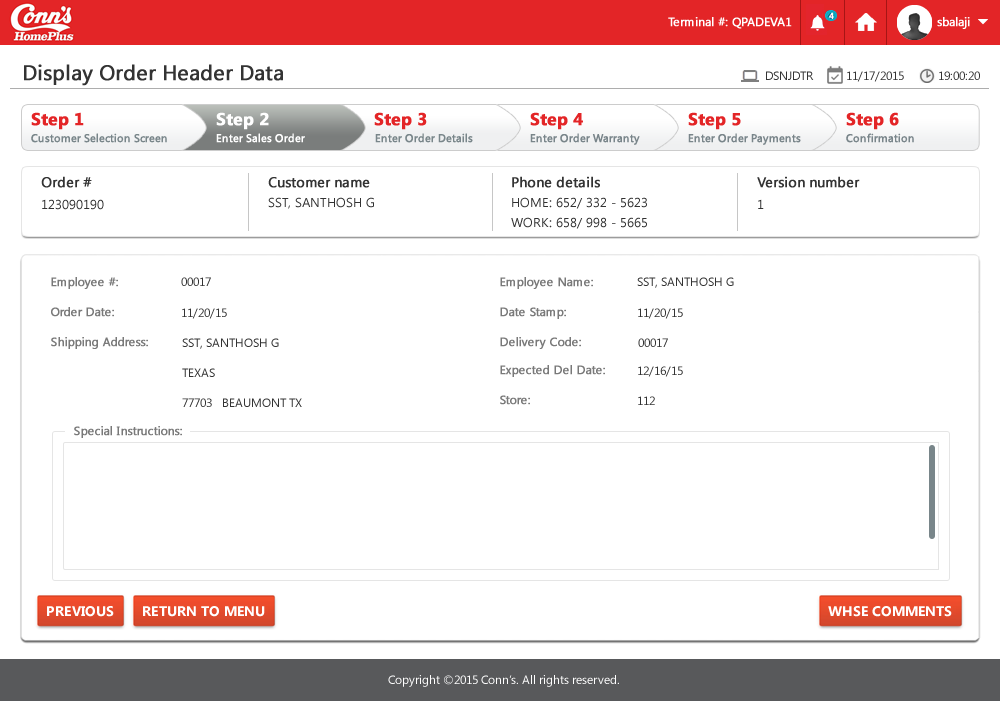 Conn's
HomePlus
Terminal #: QPADEVA1
4
sbalaji
Display Order Header Data
DSNJDTR
11/17/2015
19:00:20
Step 1
Customer Selection Screen
Step 2
Enter Sales Order
Step 3
Enter Order Details
Step 4
Enter Order Warranty
Step 5
Enter Order Payments
Step 6
Confirmation
Order #
123090190
Customer name
SST, SANTHOSH G
Phone details
HOME: 652/ 332 - 5623
WORK: 658/ 998 - 5665
Version number
1
Employee #: 00017
Employee Name: SST, SANTHOSH G
Order Date: 11/20/15
Date Stamp: 11/20/15
Shipping Address: SST, SANTHOSH G
Delivery Code: 00017
TEXAS
Expected Del Date: 12/16/15
77703 BEAUMONT TX
Store: 112
Special Instructions:
PREVIOUS
RETURN TO MENU
WHSE COMMENTS
Copyright ©2015 Conn's. All rights reserved.